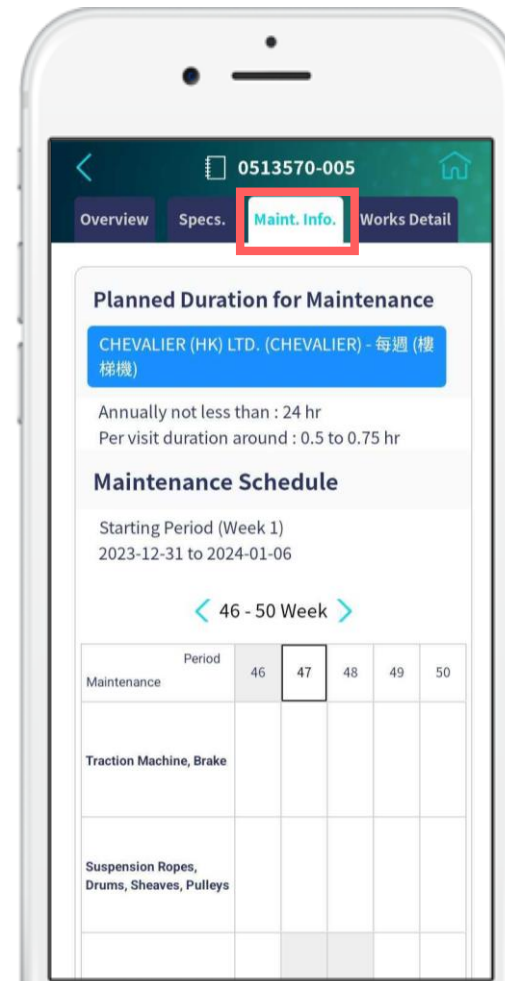 0513570-005
Overview Specs. Maint. Info. Works Detail
Planned Duration for Maintenance
CHEVALIER (HK) LTD. (CHEVALIER) - 每週 (樓
梯機)
Annually not less than : 24 hr
Per visit duration around : 0.5 to 0.75 hr
Maintenance Schedule
Starting Period (Week 1)
2023-12-31 to 2024-01-06
46 - 50 Week
Period
Maintenance
46 47 48 49 50
Traction Machine, Brake
Suspension Ropes,
Drums, Sheaves, Pulleys